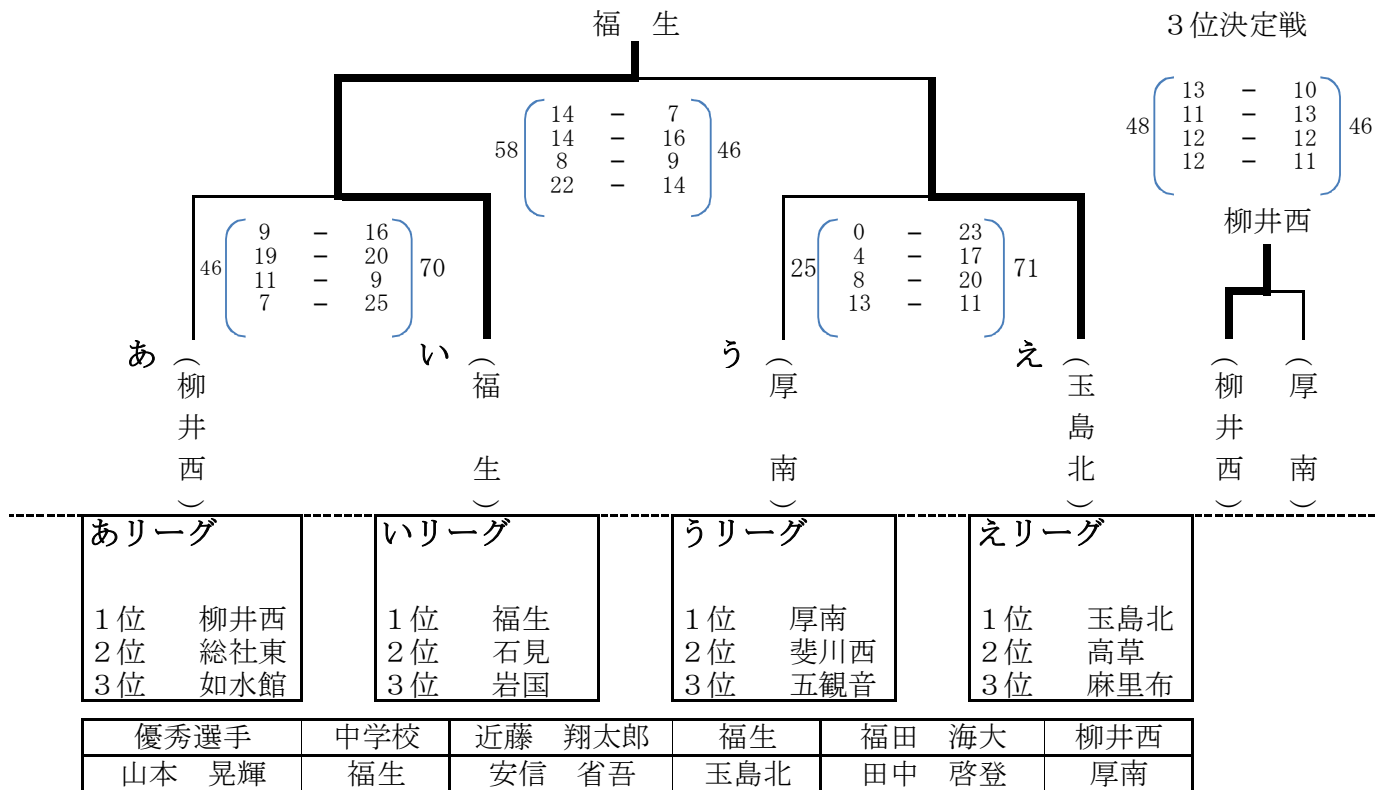 福　生
３位決定戦
58
14 － 7
14 － 16
8 － 9
22 － 14
46
48
13 － 10
11 － 13
12 － 12
12 － 11
46
柳井西
46
9 － 16
19 － 20
11 － 9
7 － 25
70
25
0 － 23
4 － 17
8 － 20
13 － 11
71
あ（柳井西）
い（福　生）
う（厚　南）
え（玉島北）
（柳井西）
（厚　南）
あリーグ
１位　柳井西
２位　総社東
３位　如水館
いリーグ
１位　福生
２位　石見
３位　岩国
うリーグ
１位　厚南
２位　斐川西
３位　五観音
えリーグ
１位　玉島北
２位　高草
３位　麻里布
優秀選手　中学校　近藤　翔太郎　福生　福田　海大　柳井西
山本　晃輝　福生　安信　省吾　玉島北　田中　啓登　厚南